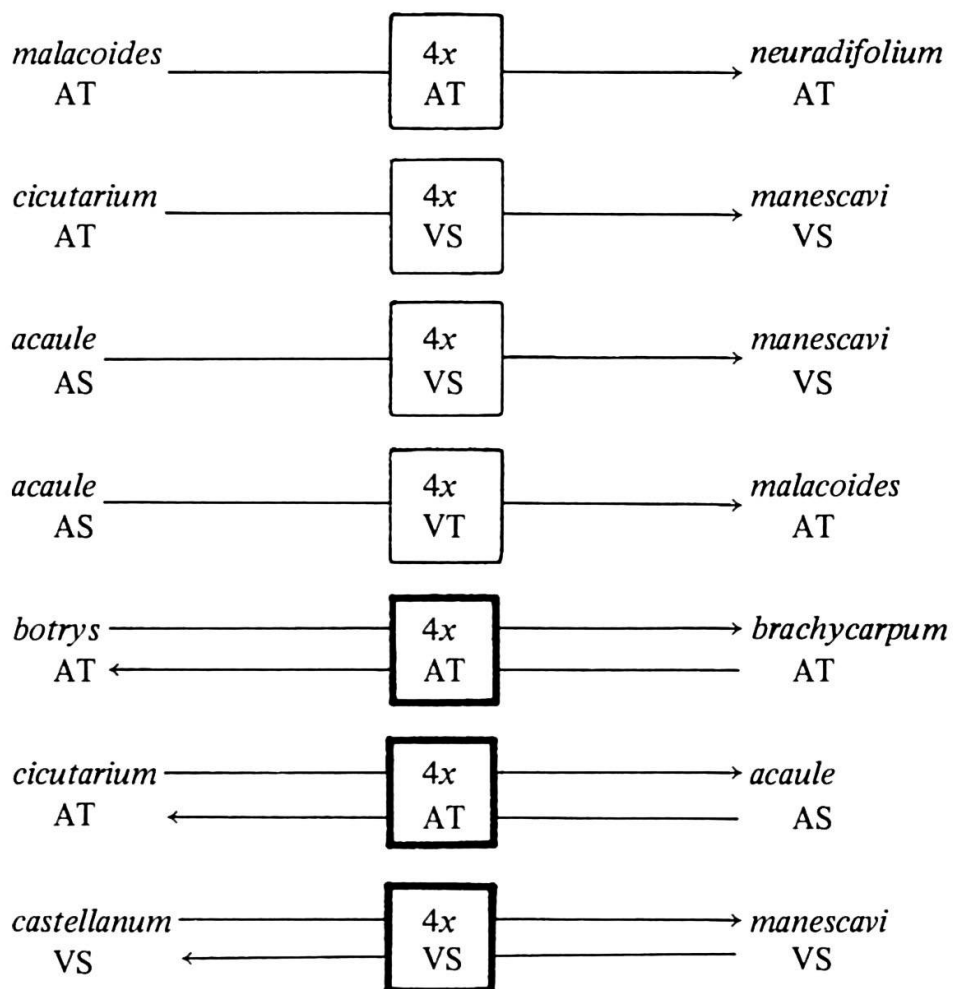 malacoides 4x neuradifolium
AT AT AT
cicutarium 4x manescavi
AT VS VS
acaule 4x manescavi
AS VS VS
acaule 4x malacoides
AS VT AT
botrys 4x brachycarpum
AT AT AT
cicutarium 4x acaule
AT AT AS
castellanum 4x manescavi
VS VS VS